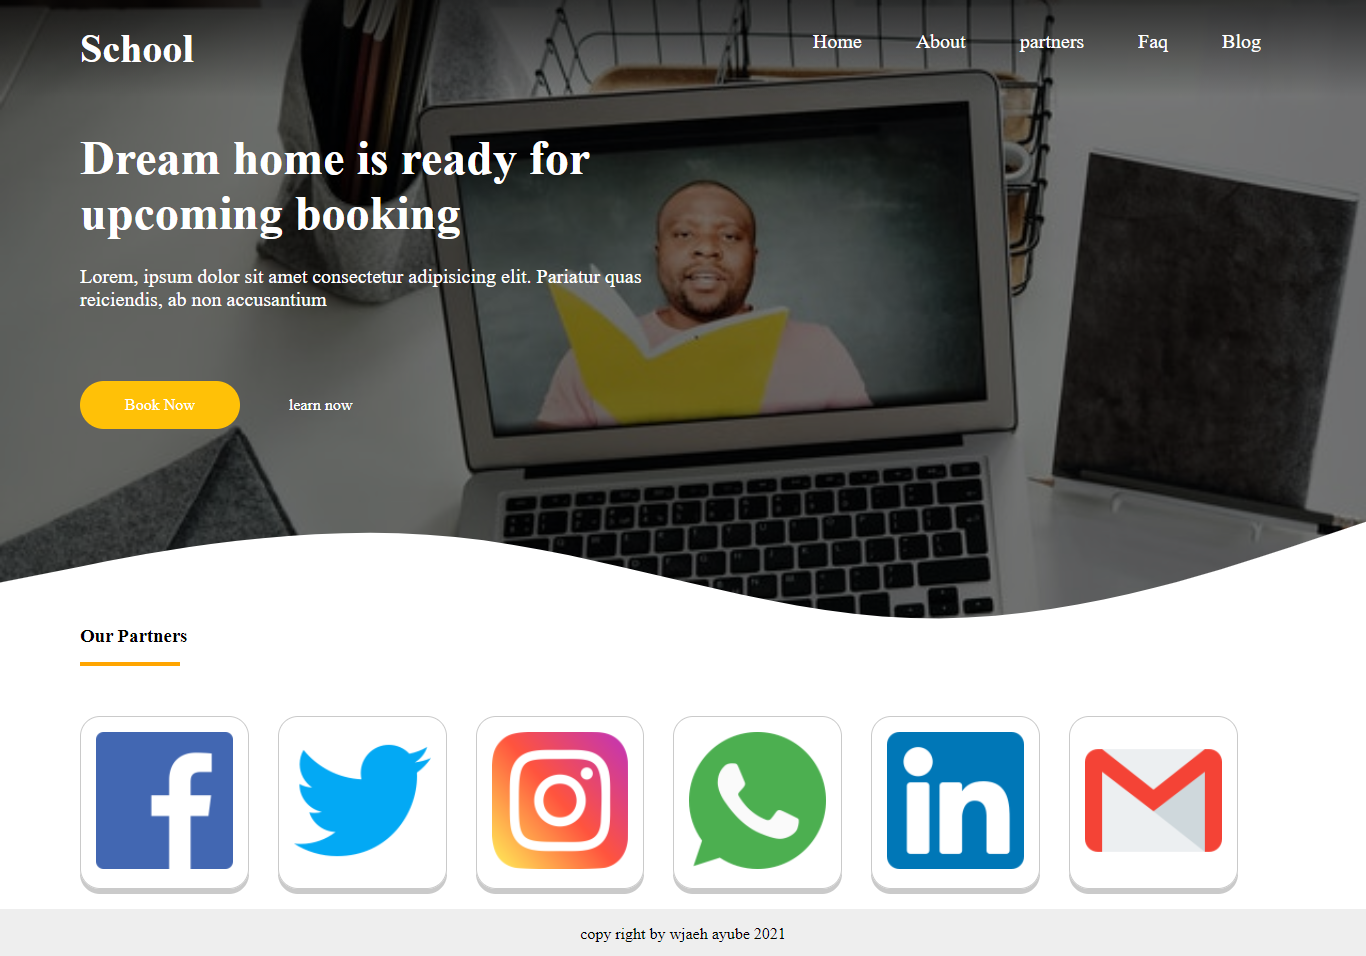 School
Home About partners Faq Blog
Dream home is ready for
upcoming booking
Lorem, ipsum dolor sit amet consectetur adipisicing elit. Pariatur quas
reiciendis, ab non accusantium
Book Now learn now
Our Partners
in
copy right by wjaeh ayube 2021